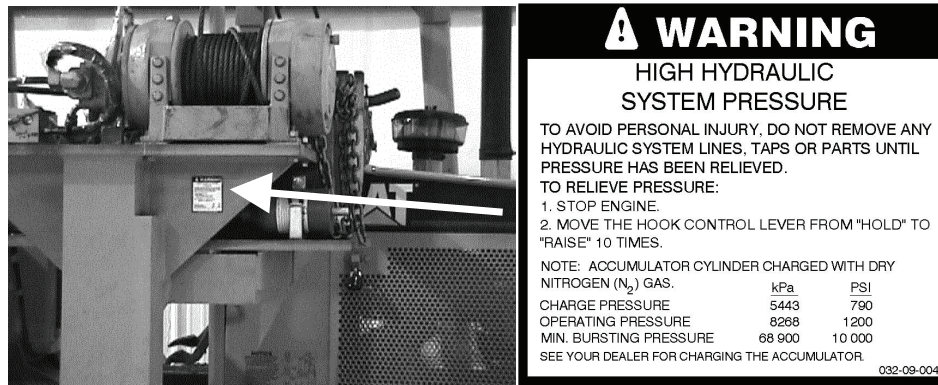 WARNING
HIGH HYDRAULIC
SYSTEM PRESSURE
TO AVOID PERSONAL INJURY, DO NOT REMOVE ANY
HYDRAULIC SYSTEM LINES, TAPS OR PARTS UNTIL
PRESSURE HAS BEEN RELIEVED.
TO RELIEVE PRESSURE:
1. STOP ENGINE.
2. MOVE THE HOOK CONTROL LEVER FROM "HOLD" TO
"RAISE" 10 TIMES.
NOTE: ACCUMULATOR CYLINDER CHARGED WITH DRY
NITROGEN (N2) GAS. kPa PSI
CHARGE PRESSURE 5443 790
OPERATING PRESSURE 8268 1200
MIN. BURSTING PRESSURE 68 900 10 000
SEE YOUR DEALER FOR CHARGING THE ACCUMULATOR.
032-09-004